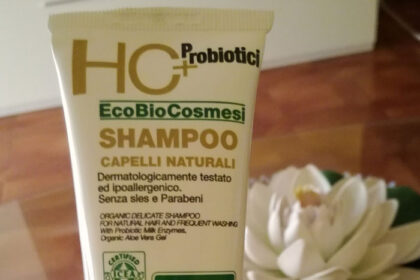 HC+
Probiotici
EcoBioCosmesi
SHAMPOO
CAPELLI NATURALI
Dermatologicamente testato
ed ipoallergenico.
Senza sles e Parabeni
ORGANIC DELICATE SHAMPOO
FOR NATURAL HAIR AND FREQUENT WASHING
With Probiotic Milk Enzymes,
Organic Aloe Vera Gel
CERTIFIED